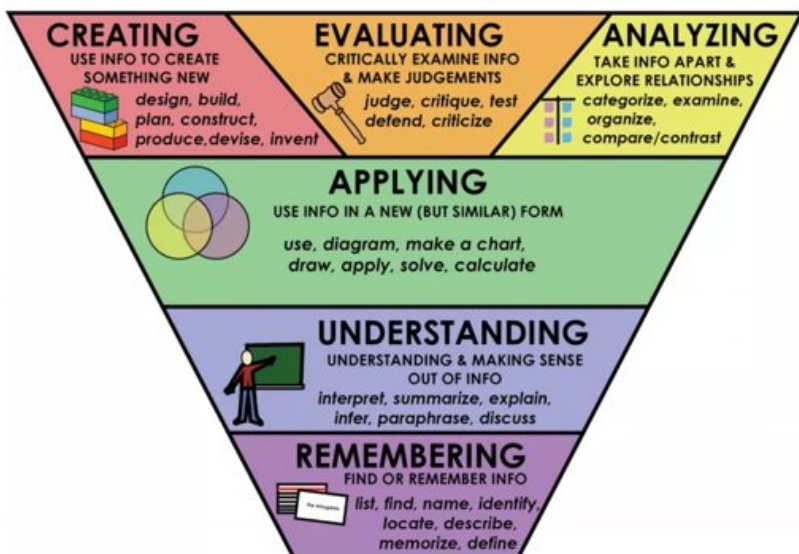 CREATING
USE INFO TO CREATE
SOMETHING NEW
design, build,
plan, construct,
produce,devise, invent
EVALUATING
CRITICALLY EXAMINE INFO
& MAKE JUDGEMENTS
judge, critique, test
defend, criticize
ANALYZING
TAKE INFO APART &
EXPLORE RELATIONSHIPS
categorize, examine,
organize,
compare/contrast
APPLYING
USE INFO IN A NEW (BUT SIMILAR) FORM
use, diagram, make a chart,
draw, apply, solve, calculate
UNDERSTANDING
UNDERSTANDING & MAKING SENSE
OUT OF INFO
interpret, summarize, explain,
infer, paraphrase, discuss
REMEMBERING
FIND OR REMEMBER INFO
list, find, name, identify,
locate, describe,
memorize, define